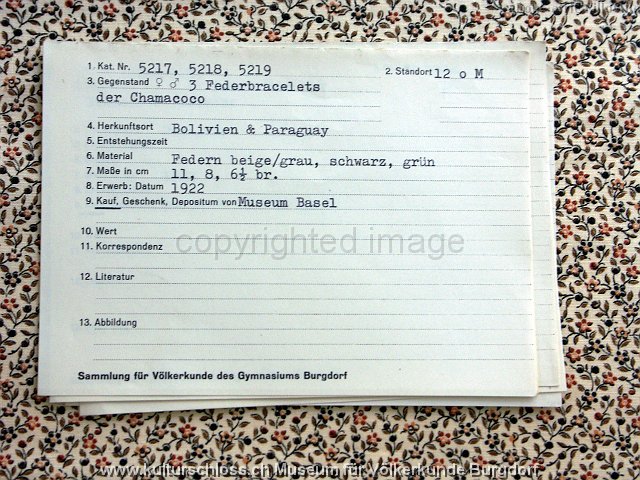 1. Kat. Nr. 5217, 5218, 5219 2. Standort 12 o M
3. Gegenstand ♀ ♂ 3 Federbracelets
der Chamacoco
4. Herkunftsort Bolivien & Paraguay
5. Entstehungszeit
6. Material Federn beige/grau, schwarz, grün
7. Maße in cm 11, 8, 6½ br.
8. Erwerb: Datum 1922
9. Kauf, Geschenk, Depositum von Museum Basel
10. Wert
11. Korrespondenz
copyrighted image
12. Literatur
13. Abbildung
Sammlung für Völkerkunde des Gymnasiums Burgdorf
www.kulturschloss.ch Museum für Völkerkunde Burgdorf